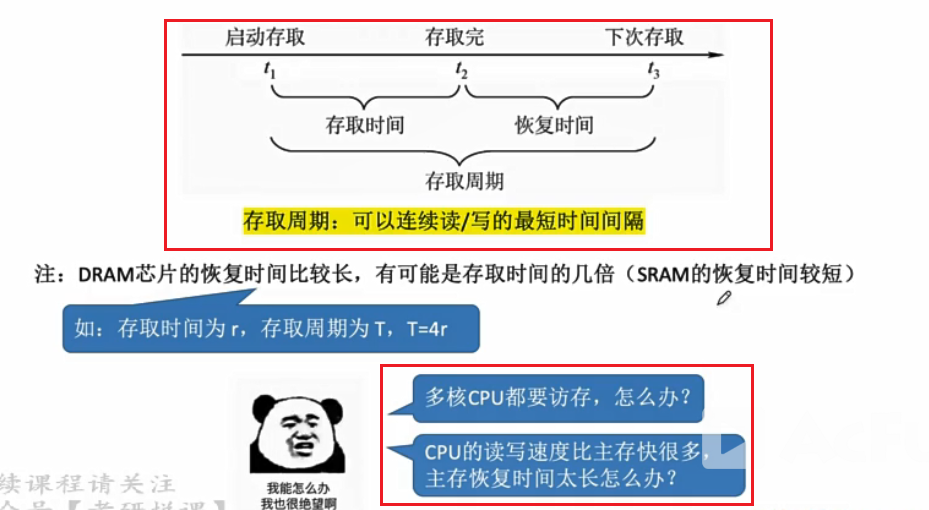 启动存取 存取完 下次存取
t1 t2 t3
存取时间 恢复时间
存取周期
存取周期：可以连续读/写的最短时间间隔
注：DRAM芯片的恢复时间比较长，有可能是存取时间的几倍（SRAM的恢复时间较短）
如：存取时间为 r，存取周期为 T，T=4r
多核CPU都要访存，怎么办？
CPU的读写速度比主存快很多，
主存恢复时间太长怎么办？
我能怎么办
我也很绝望啊
续课程请关注